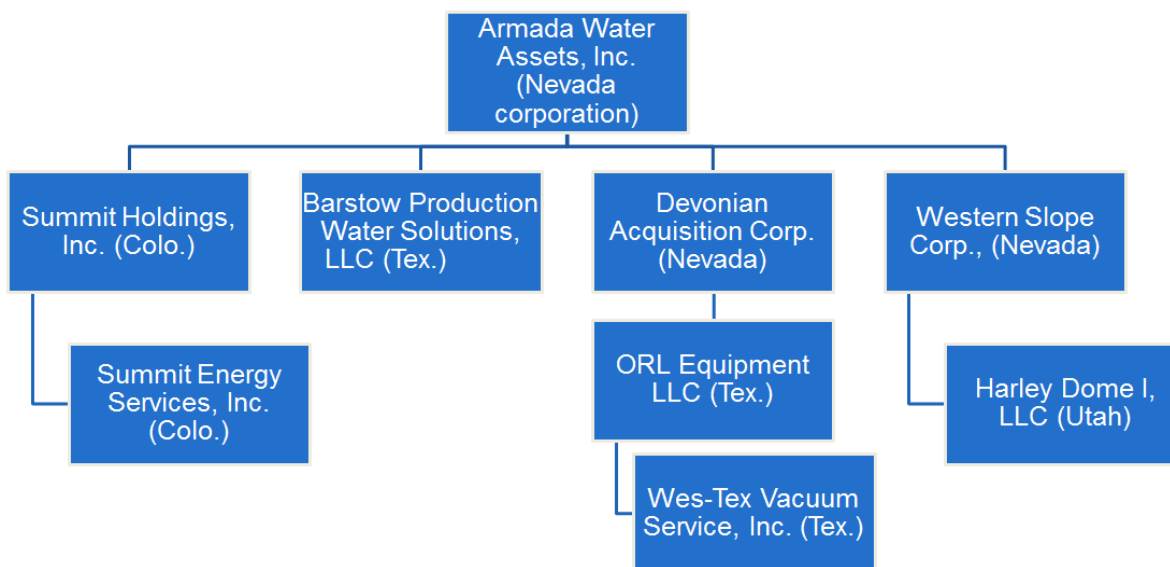 Armada Water
Assets, Inc.
(Nevada
corporation)
Summit Holdings,
Inc. (Colo.)
Barstow Production
Water Solutions,
LLC (Tex.)
Devonian
Acquisition Corp.
(Nevada)
Western Slope
Corp., (Nevada)
Summit Energy
Services, Inc.
(Colo.)
ORL Equipment
LLC (Tex.)
Harley Dome I,
LLC (Utah)
Wes-Tex Vacuum
Service, Inc. (Tex.)